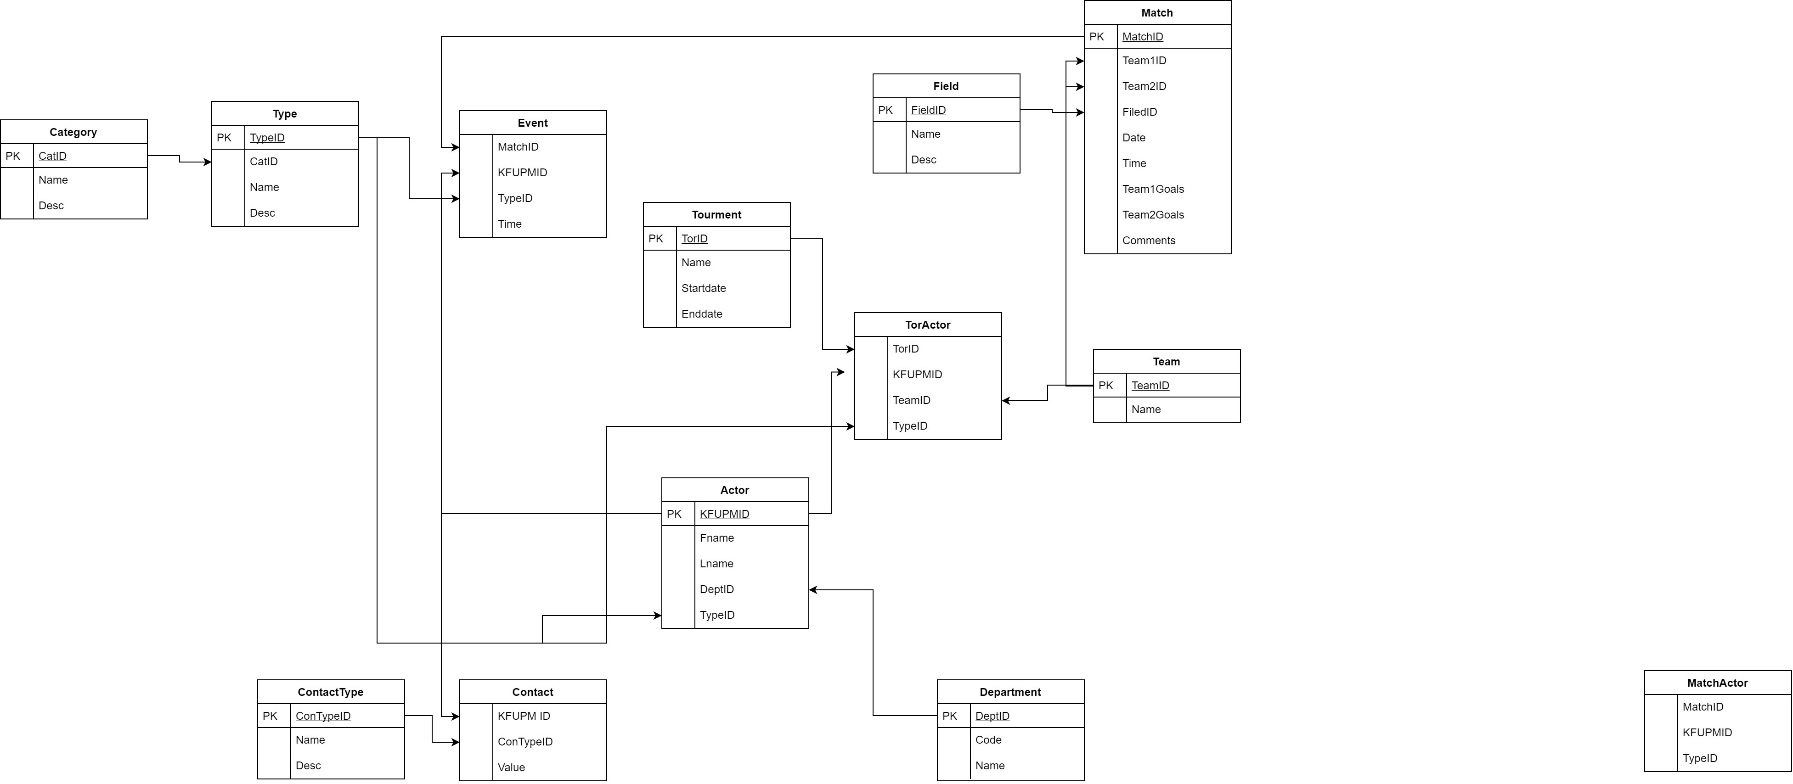 Match
PK MatchID
Team1ID
Team2ID
FiledID
Date
Time
Team1Goals
Team2Goals
Comments
Field
PK FieldID
Name
Desc
Category
PK CatID
Name
Desc
Type
PK TypeID
CatID
Name
Desc
Event
MatchID
KFUPMID
TypeID
Time
Tourment
PK TorID
Name
Startdate
Enddate
TorActor
TorID
KFUPMID
TeamID
TypeID
Team
PK TeamID
Name
Actor
PK KFUPMID
Fname
Lname
DeptID
TypeID
ContactType
PK ConTypeID
Name
Desc
Contact
KFUPM ID
ConTypeID
Value
Department
PK DeptID
Code
Name
MatchActor
MatchID
KFUPMID
TypeID